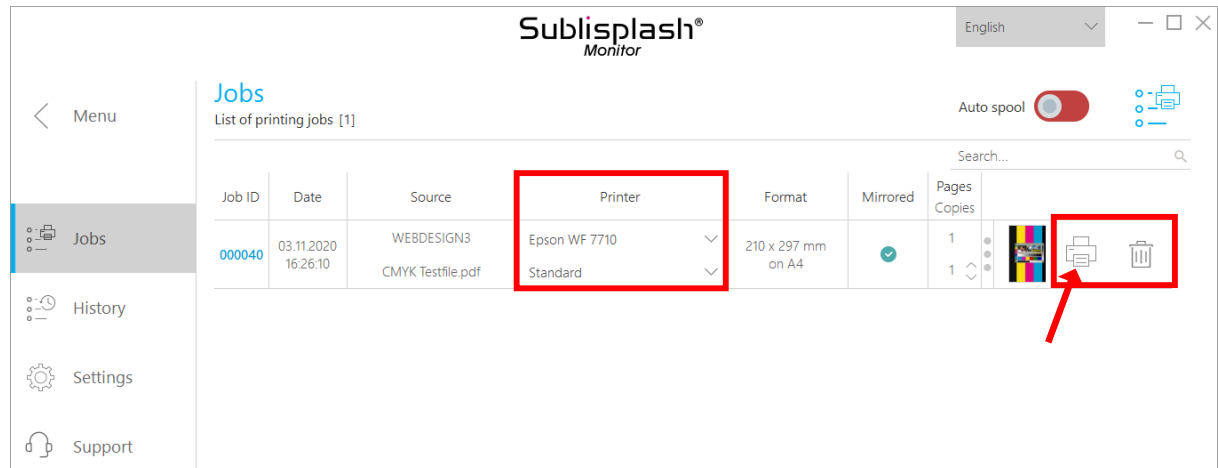 Sublisplash®
Monitor
English
Menu
Jobs
List of printing jobs [1]
Auto spool
Search...
Job ID
Date
Source
Printer
Format
Mirrored
Pages
Copies
Jobs
000040
03.11.2020
16:26:10
WEBDESIGN3
CMYK Testfile.pdf
Epson WF 7710
Standard
210 x 297 mm
on A4
1
1
History
Settings
Support